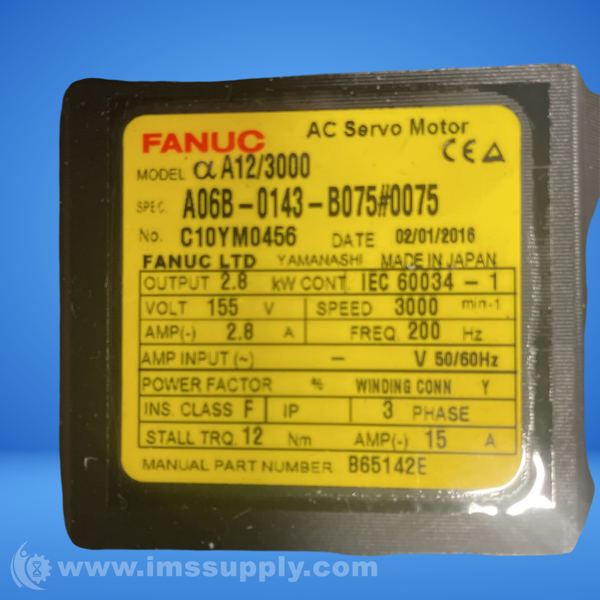 FANUC AC Servo Motor
MODEL α A12/3000 CE
SPEC. A06B-0143-B075#0075
No. C10YM0456 DATE 02/01/2016
FANUC LTD YAMANASHI MADE IN JAPAN
OUTPUT 2.8 kW CONT. IEC 60034-1
VOLT 155 V SPEED 3000 min-1
AMP(~) 2.8 A FREQ. 200 Hz
AMP INPUT (~) - V 50/60Hz
POWER FACTOR % WINDING CONN Y
INS. CLASS F IP 3 PHASE
STALL TRQ. 12 Nm AMP(~) 15 A
MANUAL PART NUMBER B65142E
www.imssupply.com